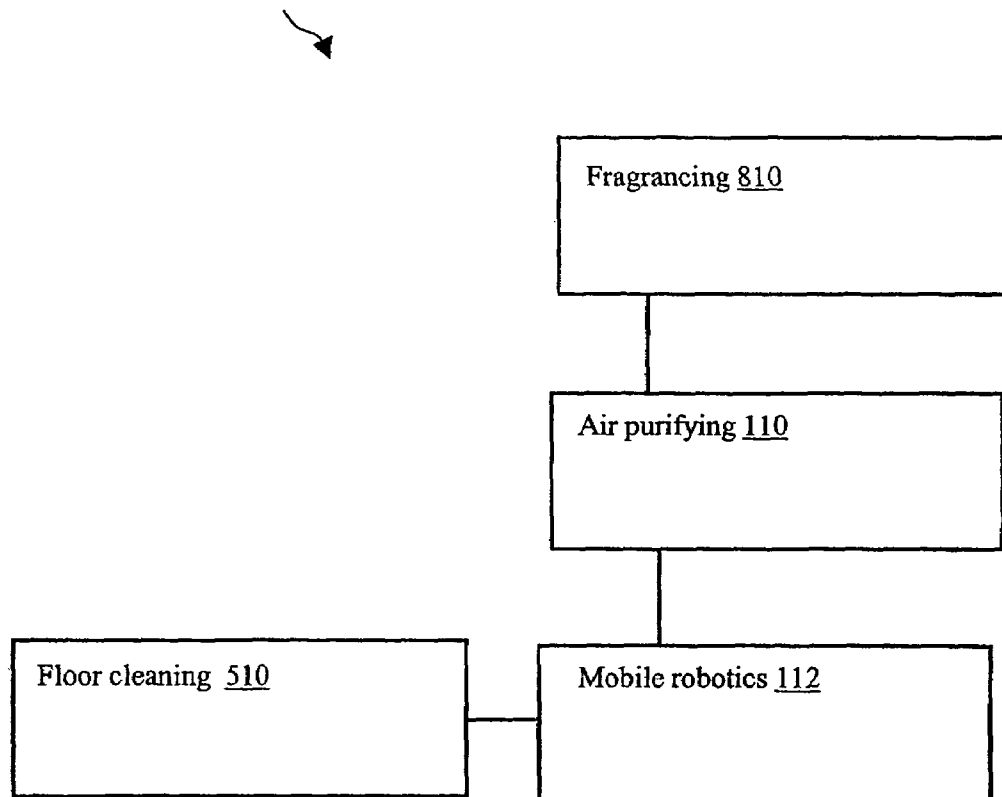 Fragrancing 810
Air purifying 110
Floor cleaning 510
Mobile robotics 112